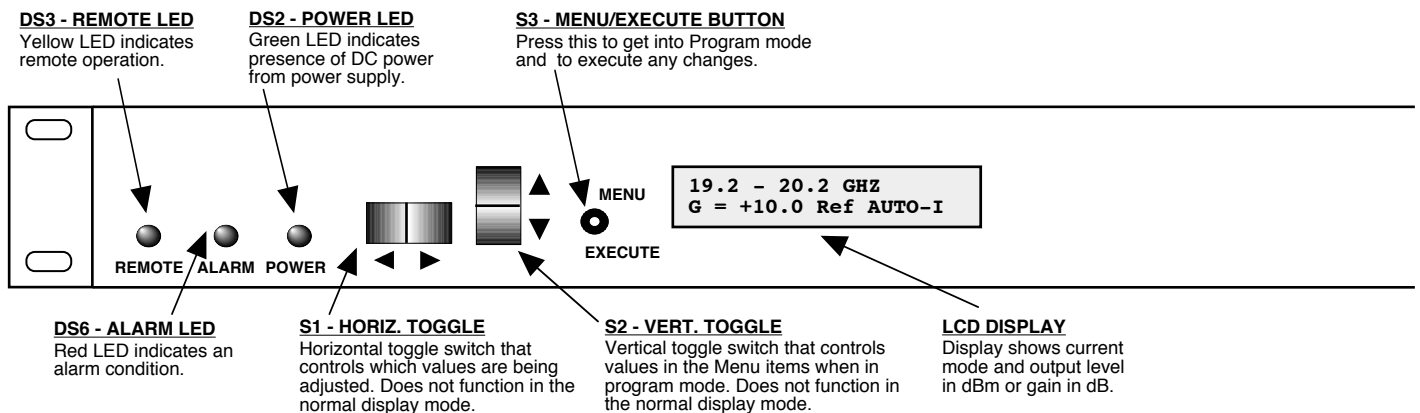 DS3 - REMOTE LED
Yellow LED indicates
remote operation.
DS2 - POWER LED
Green LED indicates
presence of DC power
from power supply.
S3 - MENU/EXECUTE BUTTON
Press this to get into Program mode
and to execute any changes.
REMOTE ALARM POWER
MENU
EXECUTE
19.2 - 20.2 GHZ
G = +10.0 Ref AUTO-I
DS6 - ALARM LED
Red LED indicates an
alarm condition.
S1 - HORIZ. TOGGLE
Horizontal toggle switch that
controls which values are being
adjusted. Does not function in the
normal display mode.
S2 - VERT. TOGGLE
Vertical toggle switch that controls
values in the Menu items when in
program mode. Does not function in
the normal display mode.
LCD DISPLAY
Display shows current
mode and output level
in dBm or gain in dB.